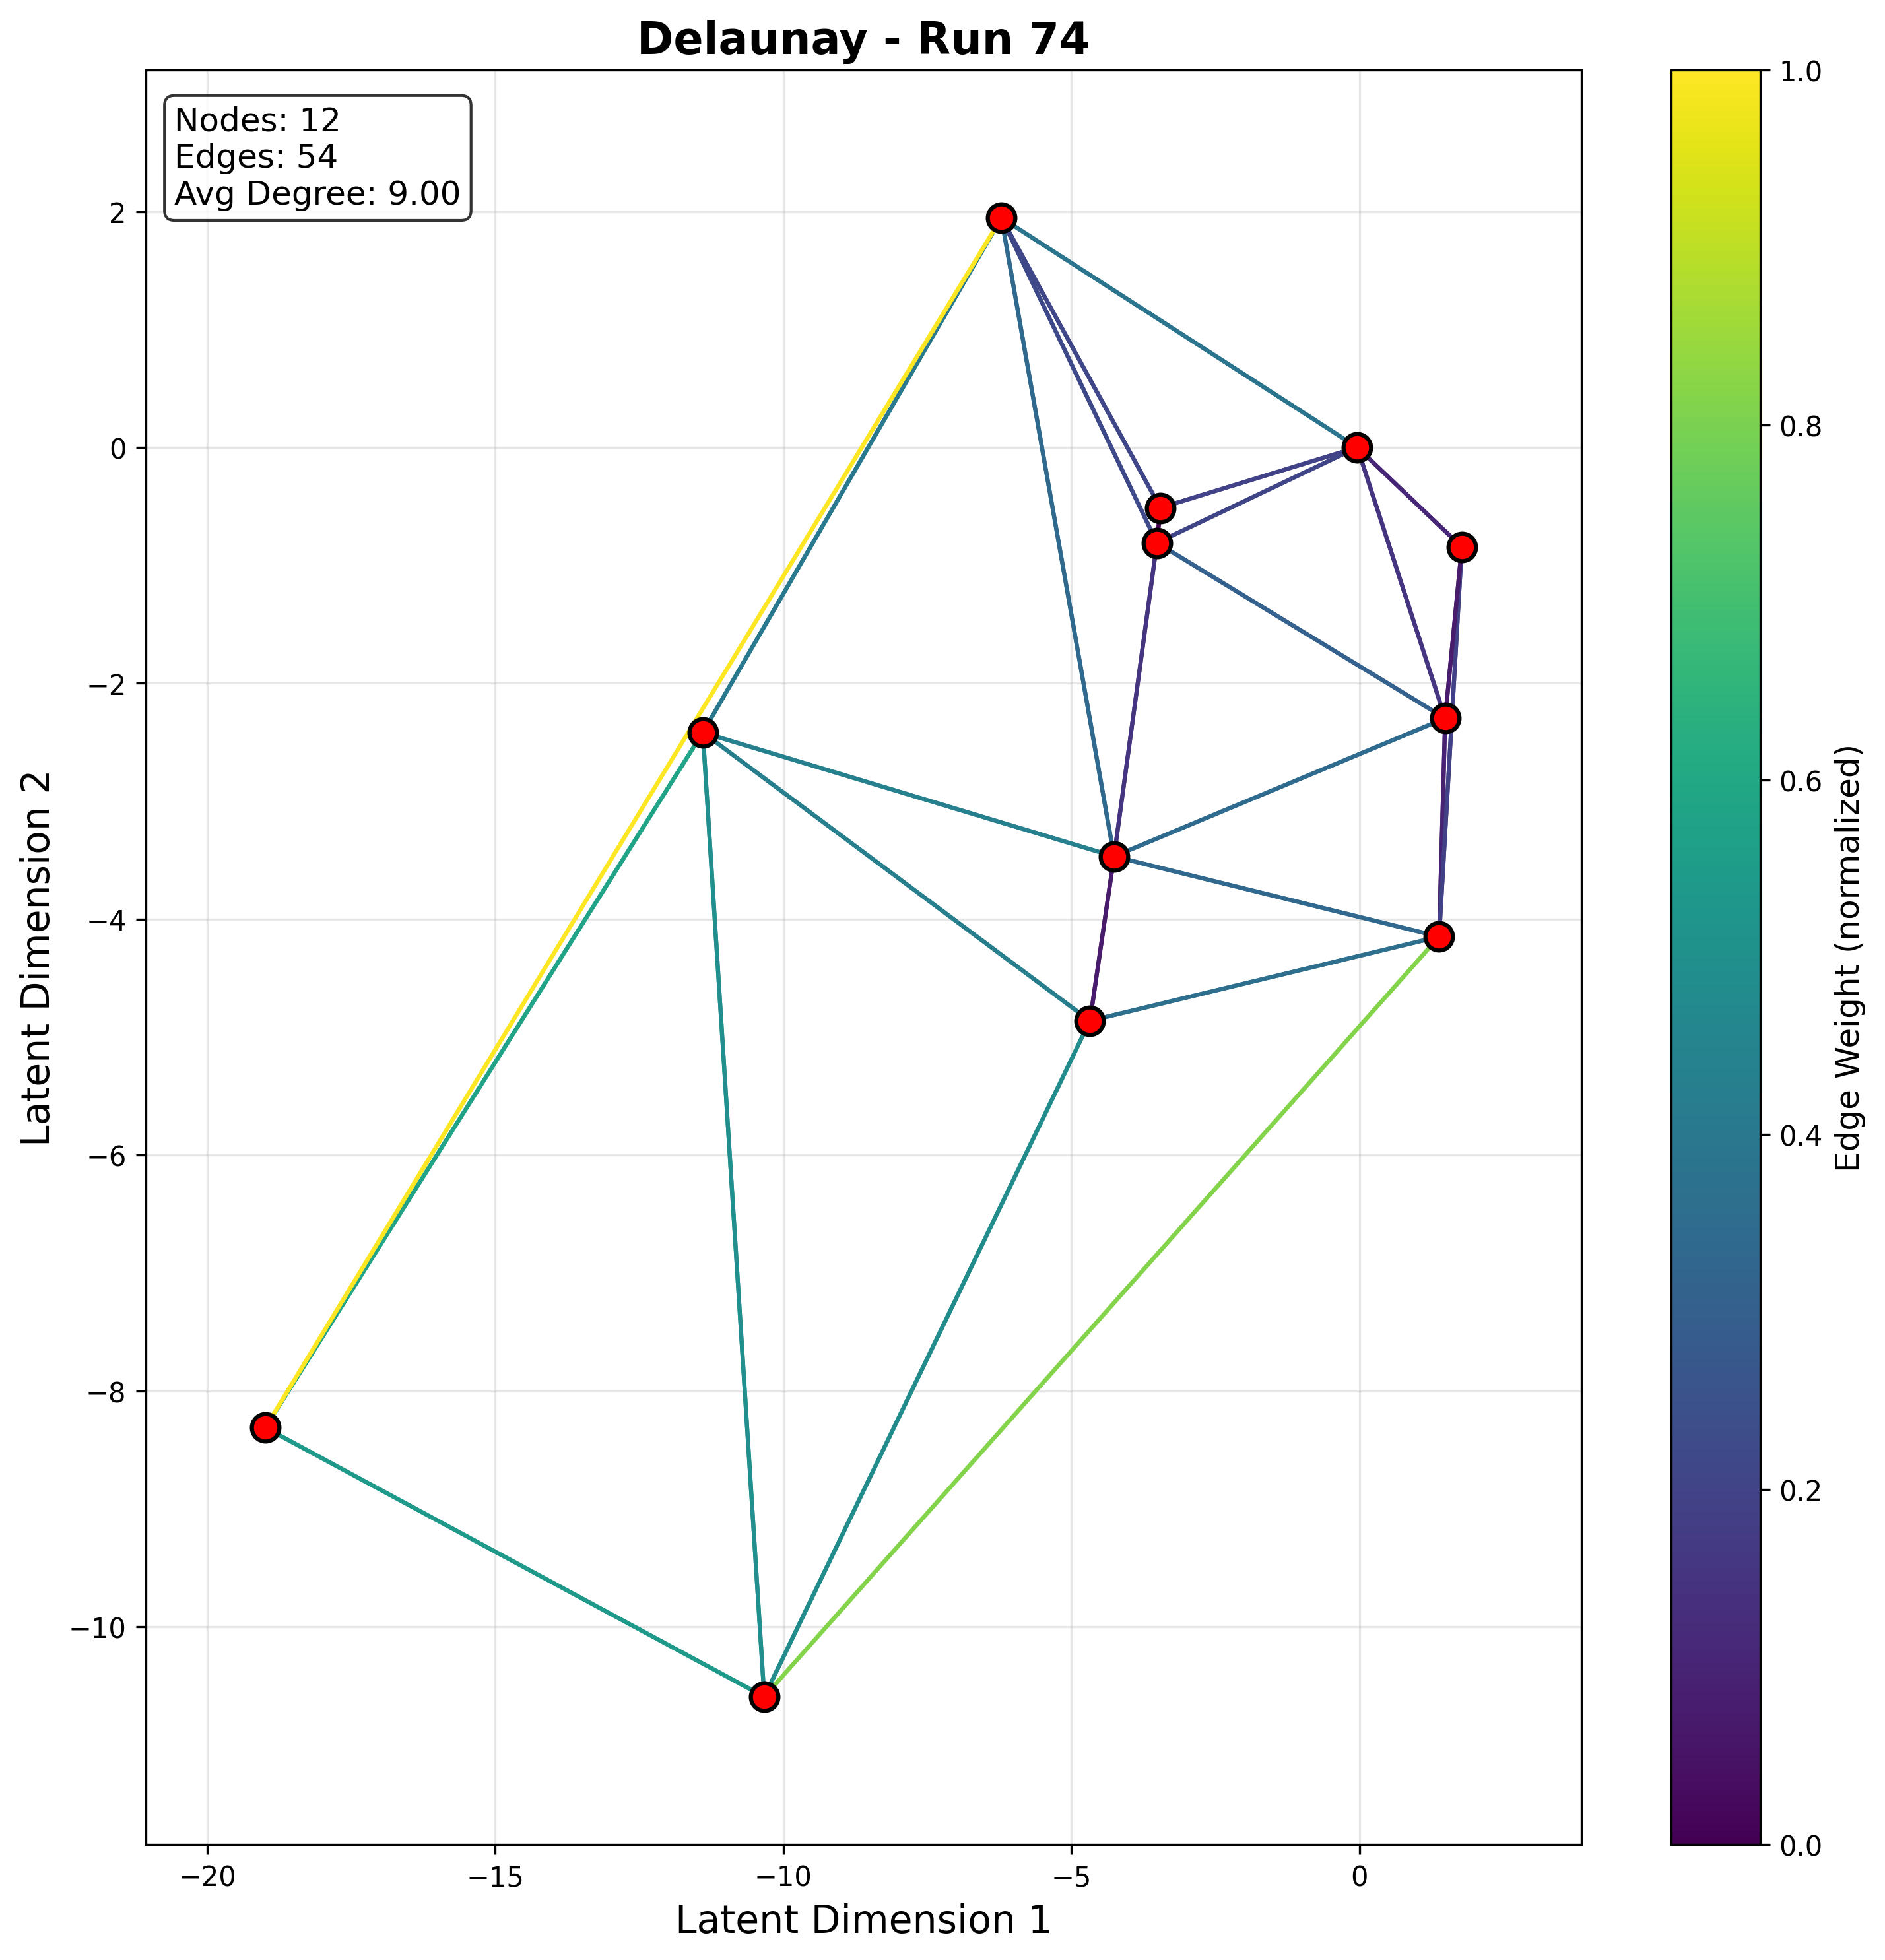 Delaunay - Run 74
Nodes: 12
Edges: 54
Avg Degree: 9.00
2
0
−2
−4
−6
−8
−10
−20
−15
−10
−5
0
Latent Dimension 1
Latent Dimension 2
1.0
0.8
0.6
0.4
0.2
0.0
Edge Weight (normalized)